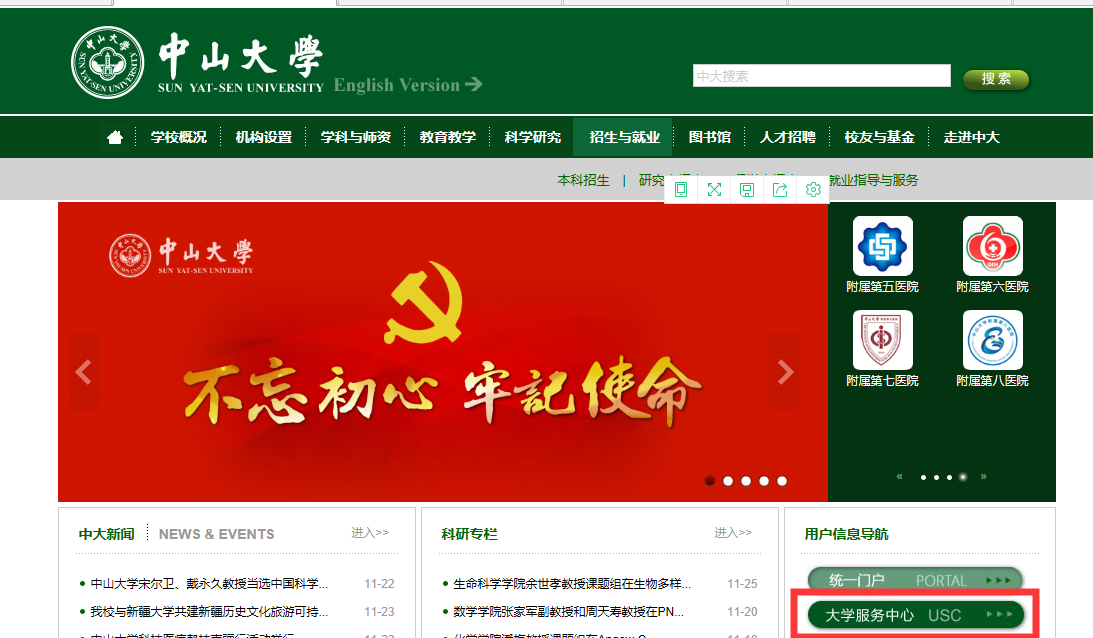 中山大學
SUN YAT-SEN UNIVERSITY
English Version
中大搜索
搜 索
学校概况
机构设置
学科与师资
教育教学
科学研究
招生与就业
图书馆
人才招聘
校友与基金
走进中大
本科招生 | 研究
就业指导与服务
中山大學
SUN YAT-SEN UNIVERSITY
不忘初心 牢記使命
附属第五医院
附属第六医院
附属第七医院
附属第八医院
« »
中大新闻 NEWS & EVENTS 进入>>
中山大学宋尔卫、戴永久教授当选中国科学... 11-22
我校与新疆大学共建新疆历史文化旅游可持... 11-23
科研专栏 进入>>
生命科学学院余世孝教授课题组在生物多样... 11-25
数学学院张家军副教授和周天寿教授在PN... 11-20
用户信息导航
统一门户 PORTAL
大学服务中心 USC